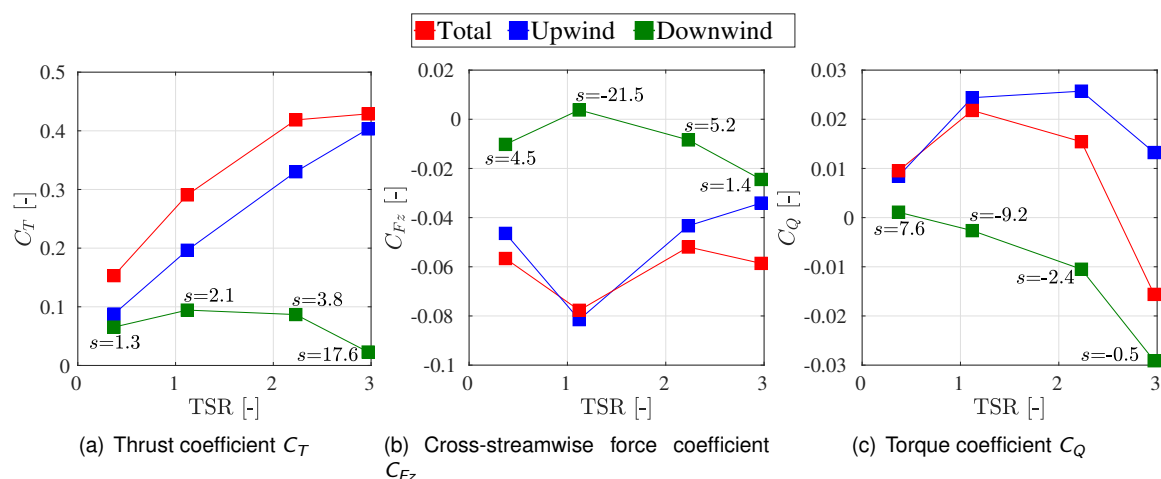 Total Upwind Downwind
0.5
0.4
0.3
0.2
0.1
0
0 1 2 3
C_T [-]
TSR [-]
s=1.3
s=2.1
s=3.8
s=17.6
(a) Thrust coefficient C_T
0.02
0
-0.02
-0.04
-0.06
-0.08
-0.1
0 1 2 3
C_{Fz} [-]
TSR [-]
s=4.5
s=-21.5
s=5.2
s=1.4
(b) Cross-streamwise force coefficient
C_{Fz}
0.03
0.02
0.01
0
-0.01
-0.02
-0.03
0 1 2 3
C_Q [-]
TSR [-]
s=7.6
s=-9.2
s=-2.4
s=-0.5
(c) Torque coefficient C_Q